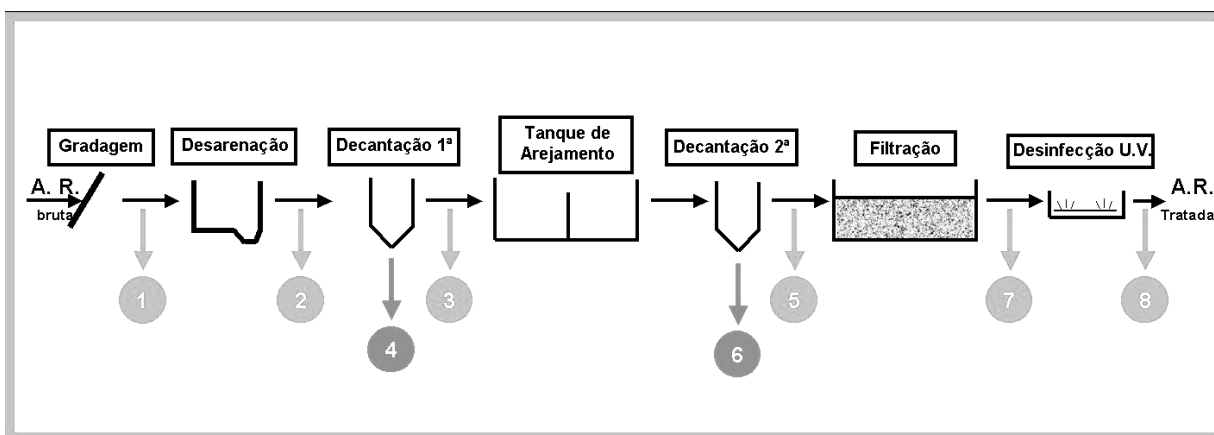 Gradagem
Desarenação
Decantação 1ª
Tanque de
Arejamento
Decantação 2ª
Filtração
Desinfecção U.V.
A. R.
bruta
A.R.
Tratada
1
2
3
4
5
6
7
8